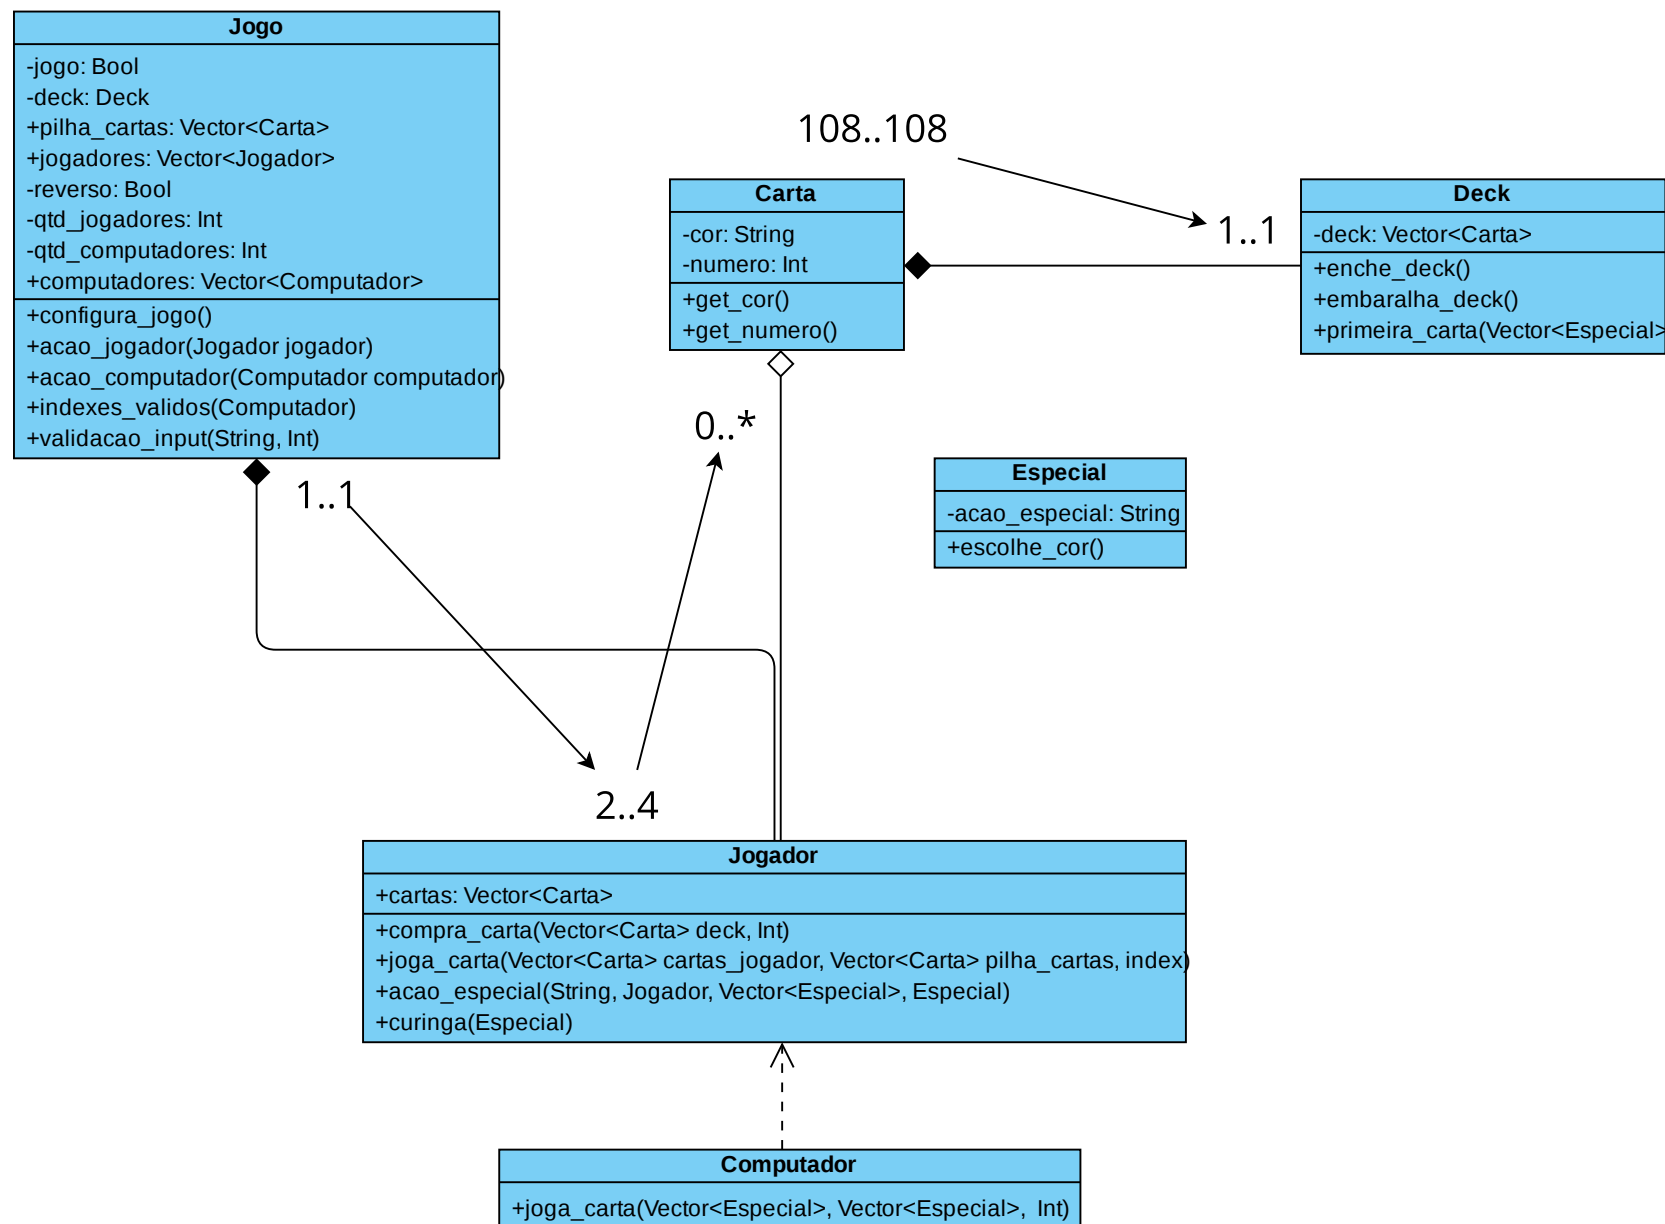 Jogo
-jogo: Bool
-deck: Deck
+pilha_cartas: Vector<Carta>
+jogadores: Vector<Jogador>
-reverso: Bool
-qtd_jogadores: Int
-qtd_computadores: Int
+computadores: Vector<Computador>
+configura_jogo()
+acao_jogador(Jogador jogador)
+acao_computador(Computador computador)
+indexes_validos(Computador)
+validacao_input(String, Int)
108..108
Carta
-cor: String
-numero: Int
+get_cor()
+get_numero()
1..1
Deck
-deck: Vector<Carta>
+enche_deck()
+embaralha_deck()
+primeira_carta(Vector<Especial>
0..*
1..1
Especial
-acao_especial: String
+escolhe_cor()
2..4
Jogador
+cartas: Vector<Carta>
+compra_carta(Vector<Carta> deck, Int)
+joga_carta(Vector<Carta> cartas_jogador, Vector<Carta> pilha_cartas, index)
+acao_especial(String, Jogador, Vector<Especial>, Especial)
+curinga(Especial)
Computador
+joga_carta(Vector<Especial>, Vector<Especial>, Int)